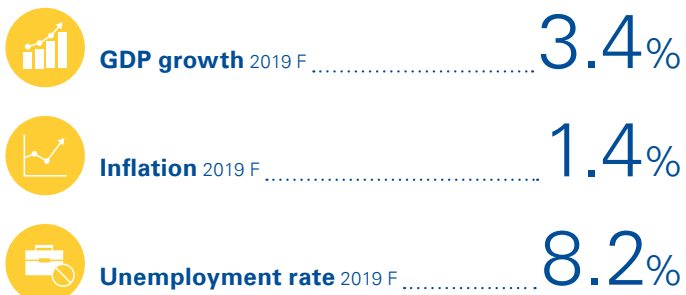 GDP growth 2019 F 3.4%
Inflation 2019 F 1.4%
Unemployment rate 2019 F 8.2%